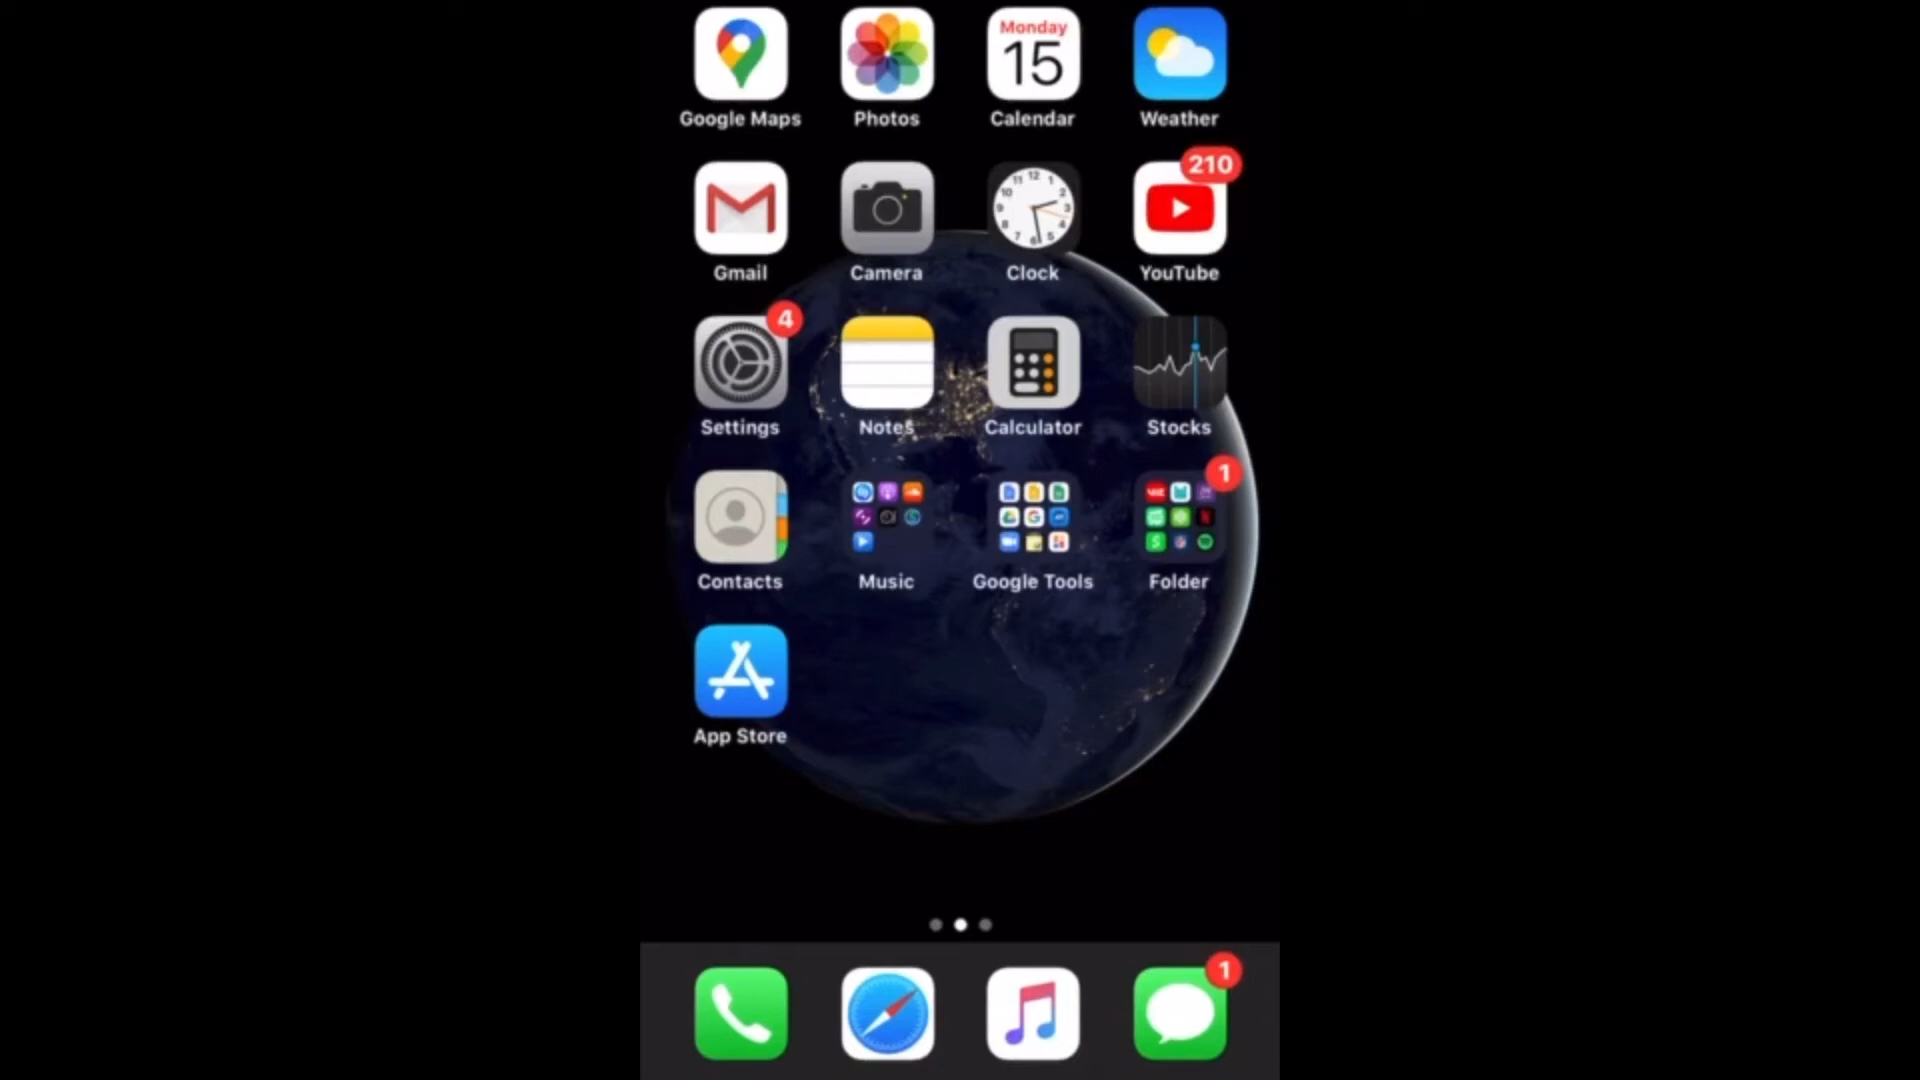 Monday
15
Google Maps
Photos
Calendar
Weather
210
Gmail
Camera
Clock
YouTube
4
Settings
Notes
Calculator
Stocks
1
Contacts
Music
Google Tools
Folder
App Store
1